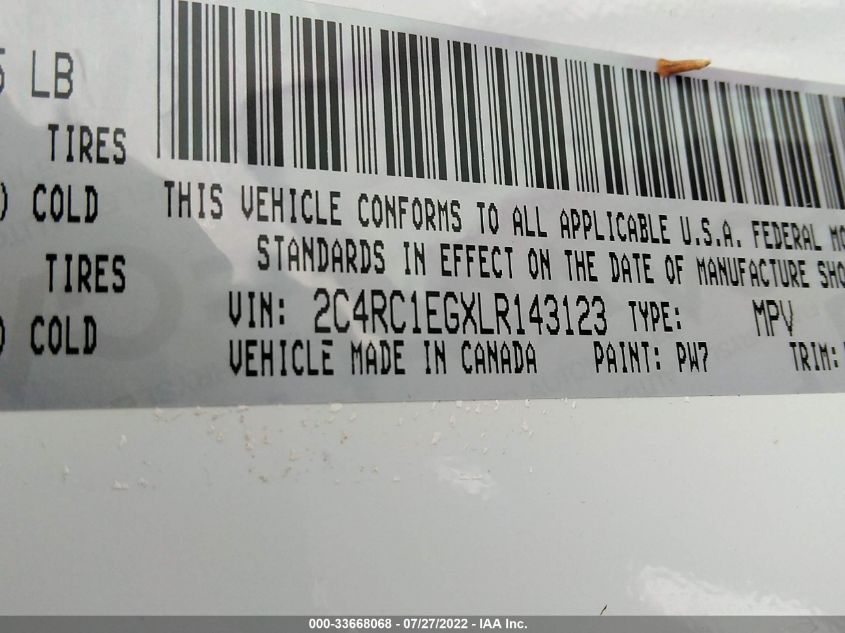 LB
TIRES
COLD
TIRES
COLD
THIS VEHICLE CONFORMS TO ALL APPLICABLE U.S.A. FEDERAL
STANDARDS IN EFFECT ON THE DATE OF MANUFACTURE
VIN: 2C4RC1EGXLR143123 TYPE: MPV
VEHICLE MADE IN CANADA PAINT: PW7 TRIM:
000-33668068 - 07/27/2022 - IAA Inc.